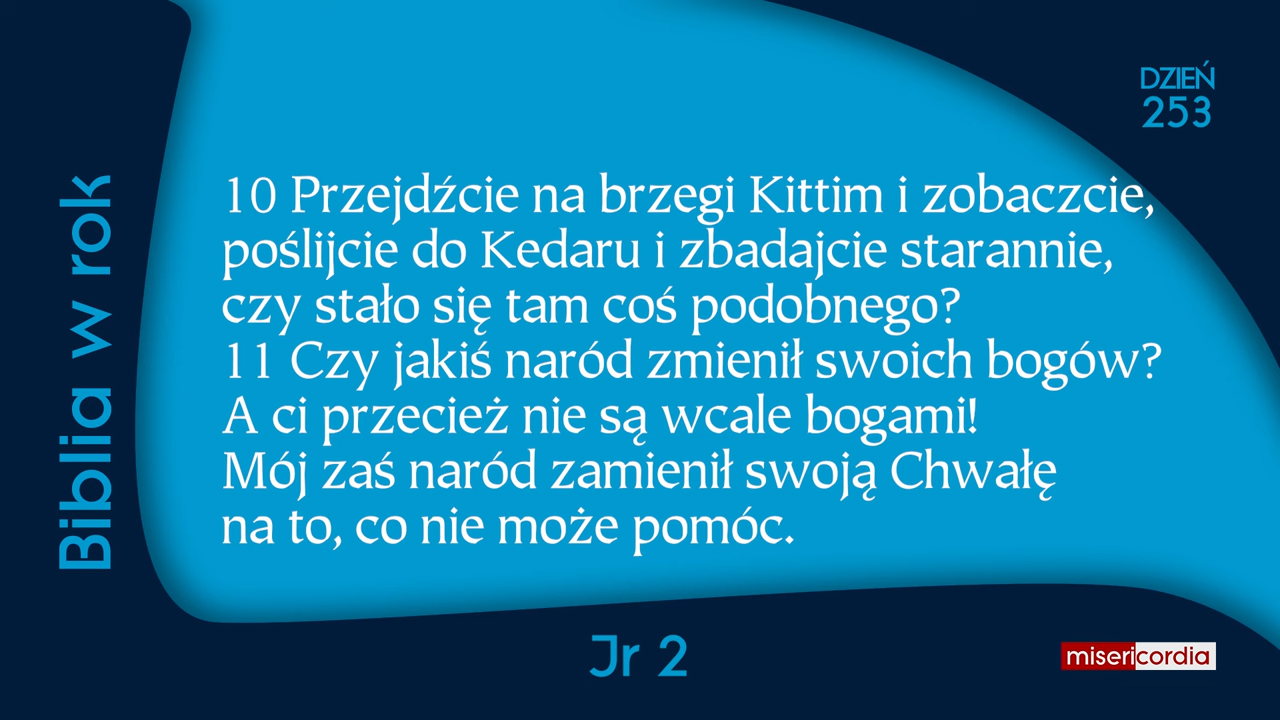 DZIEŃ
253
Biblia w rok
10 Przejdźcie na brzegi Kittim i zobaczcie,
poślijcie do Kedaru i zbadajcie starannie,
czy stało się tam coś podobnego?
11 Czy jakiś naród zmienił swoich bogów?
A ci przecież nie są wcale bogami!
Mój zaś naród zamienił swoją Chwałę
na to, co nie może pomóc.
Jr 2
misericordia